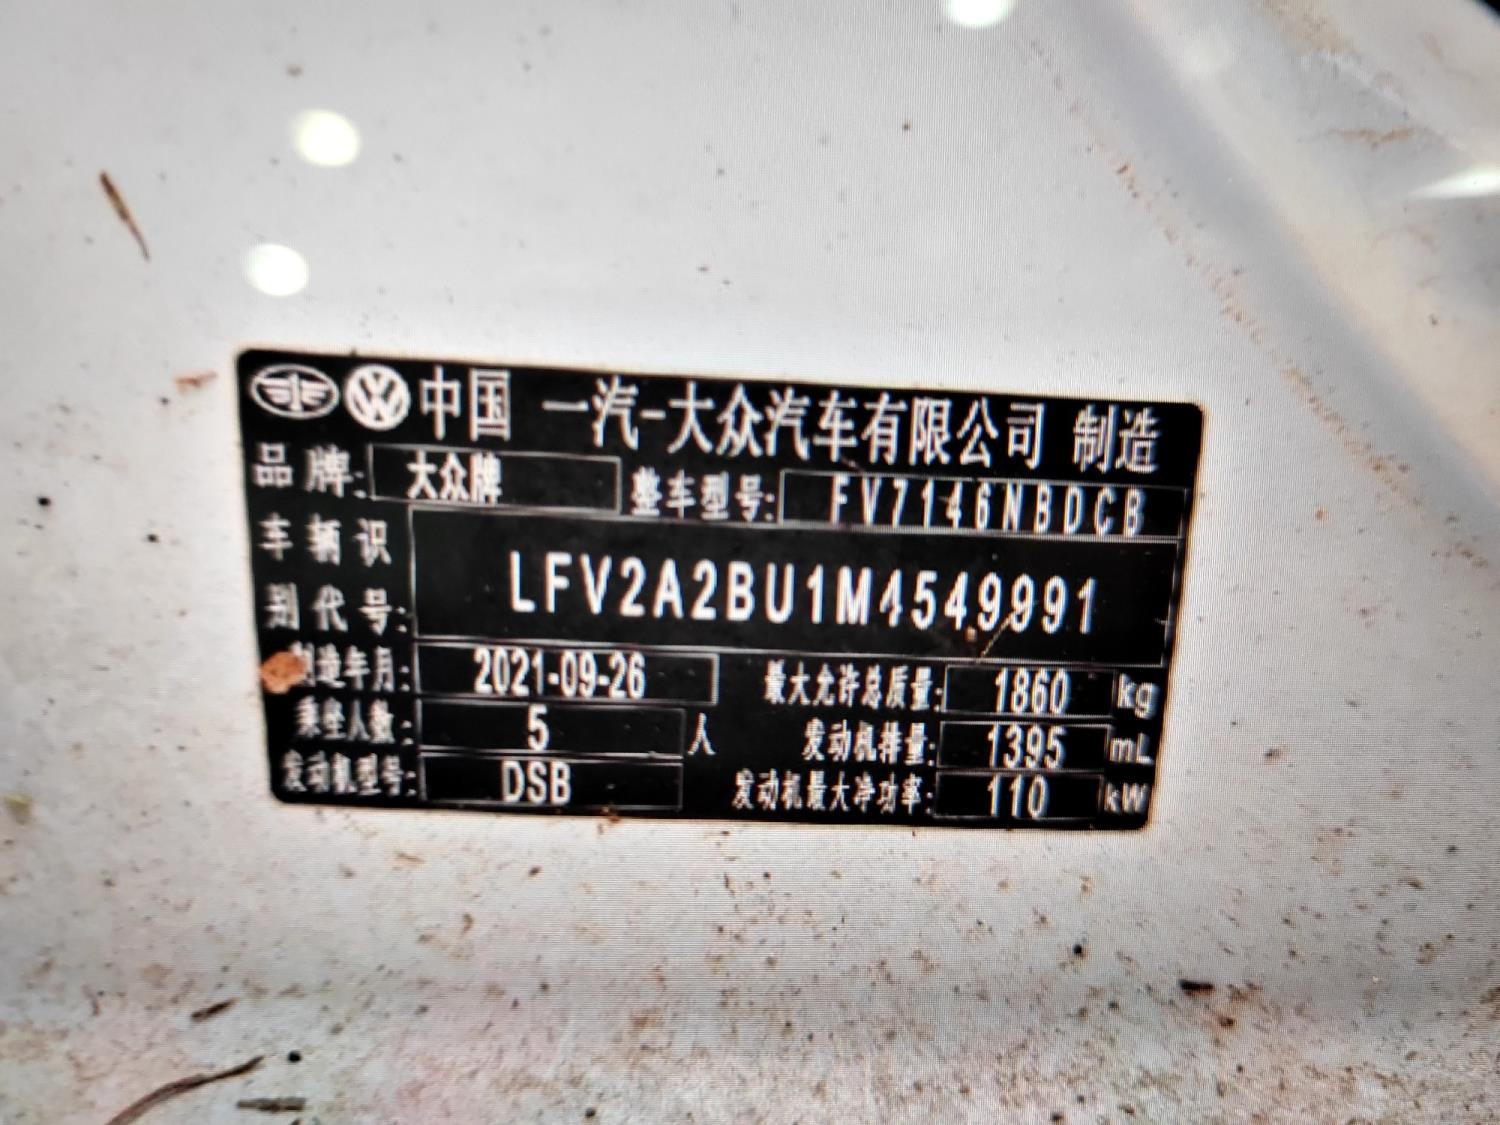 中国 一汽-大众汽车有限公司 制造
品牌: 大众牌 整车型号: FV7146NBDCB
车辆识别代号: LFV2A2BU1M4549991
制造年月: 2021-09-26 最大允许总质量: 1860 kg
乘坐人数: 5 人 发动机排量: 1395 mL
发动机型号: DSB 发动机最大净功率: 110 kW